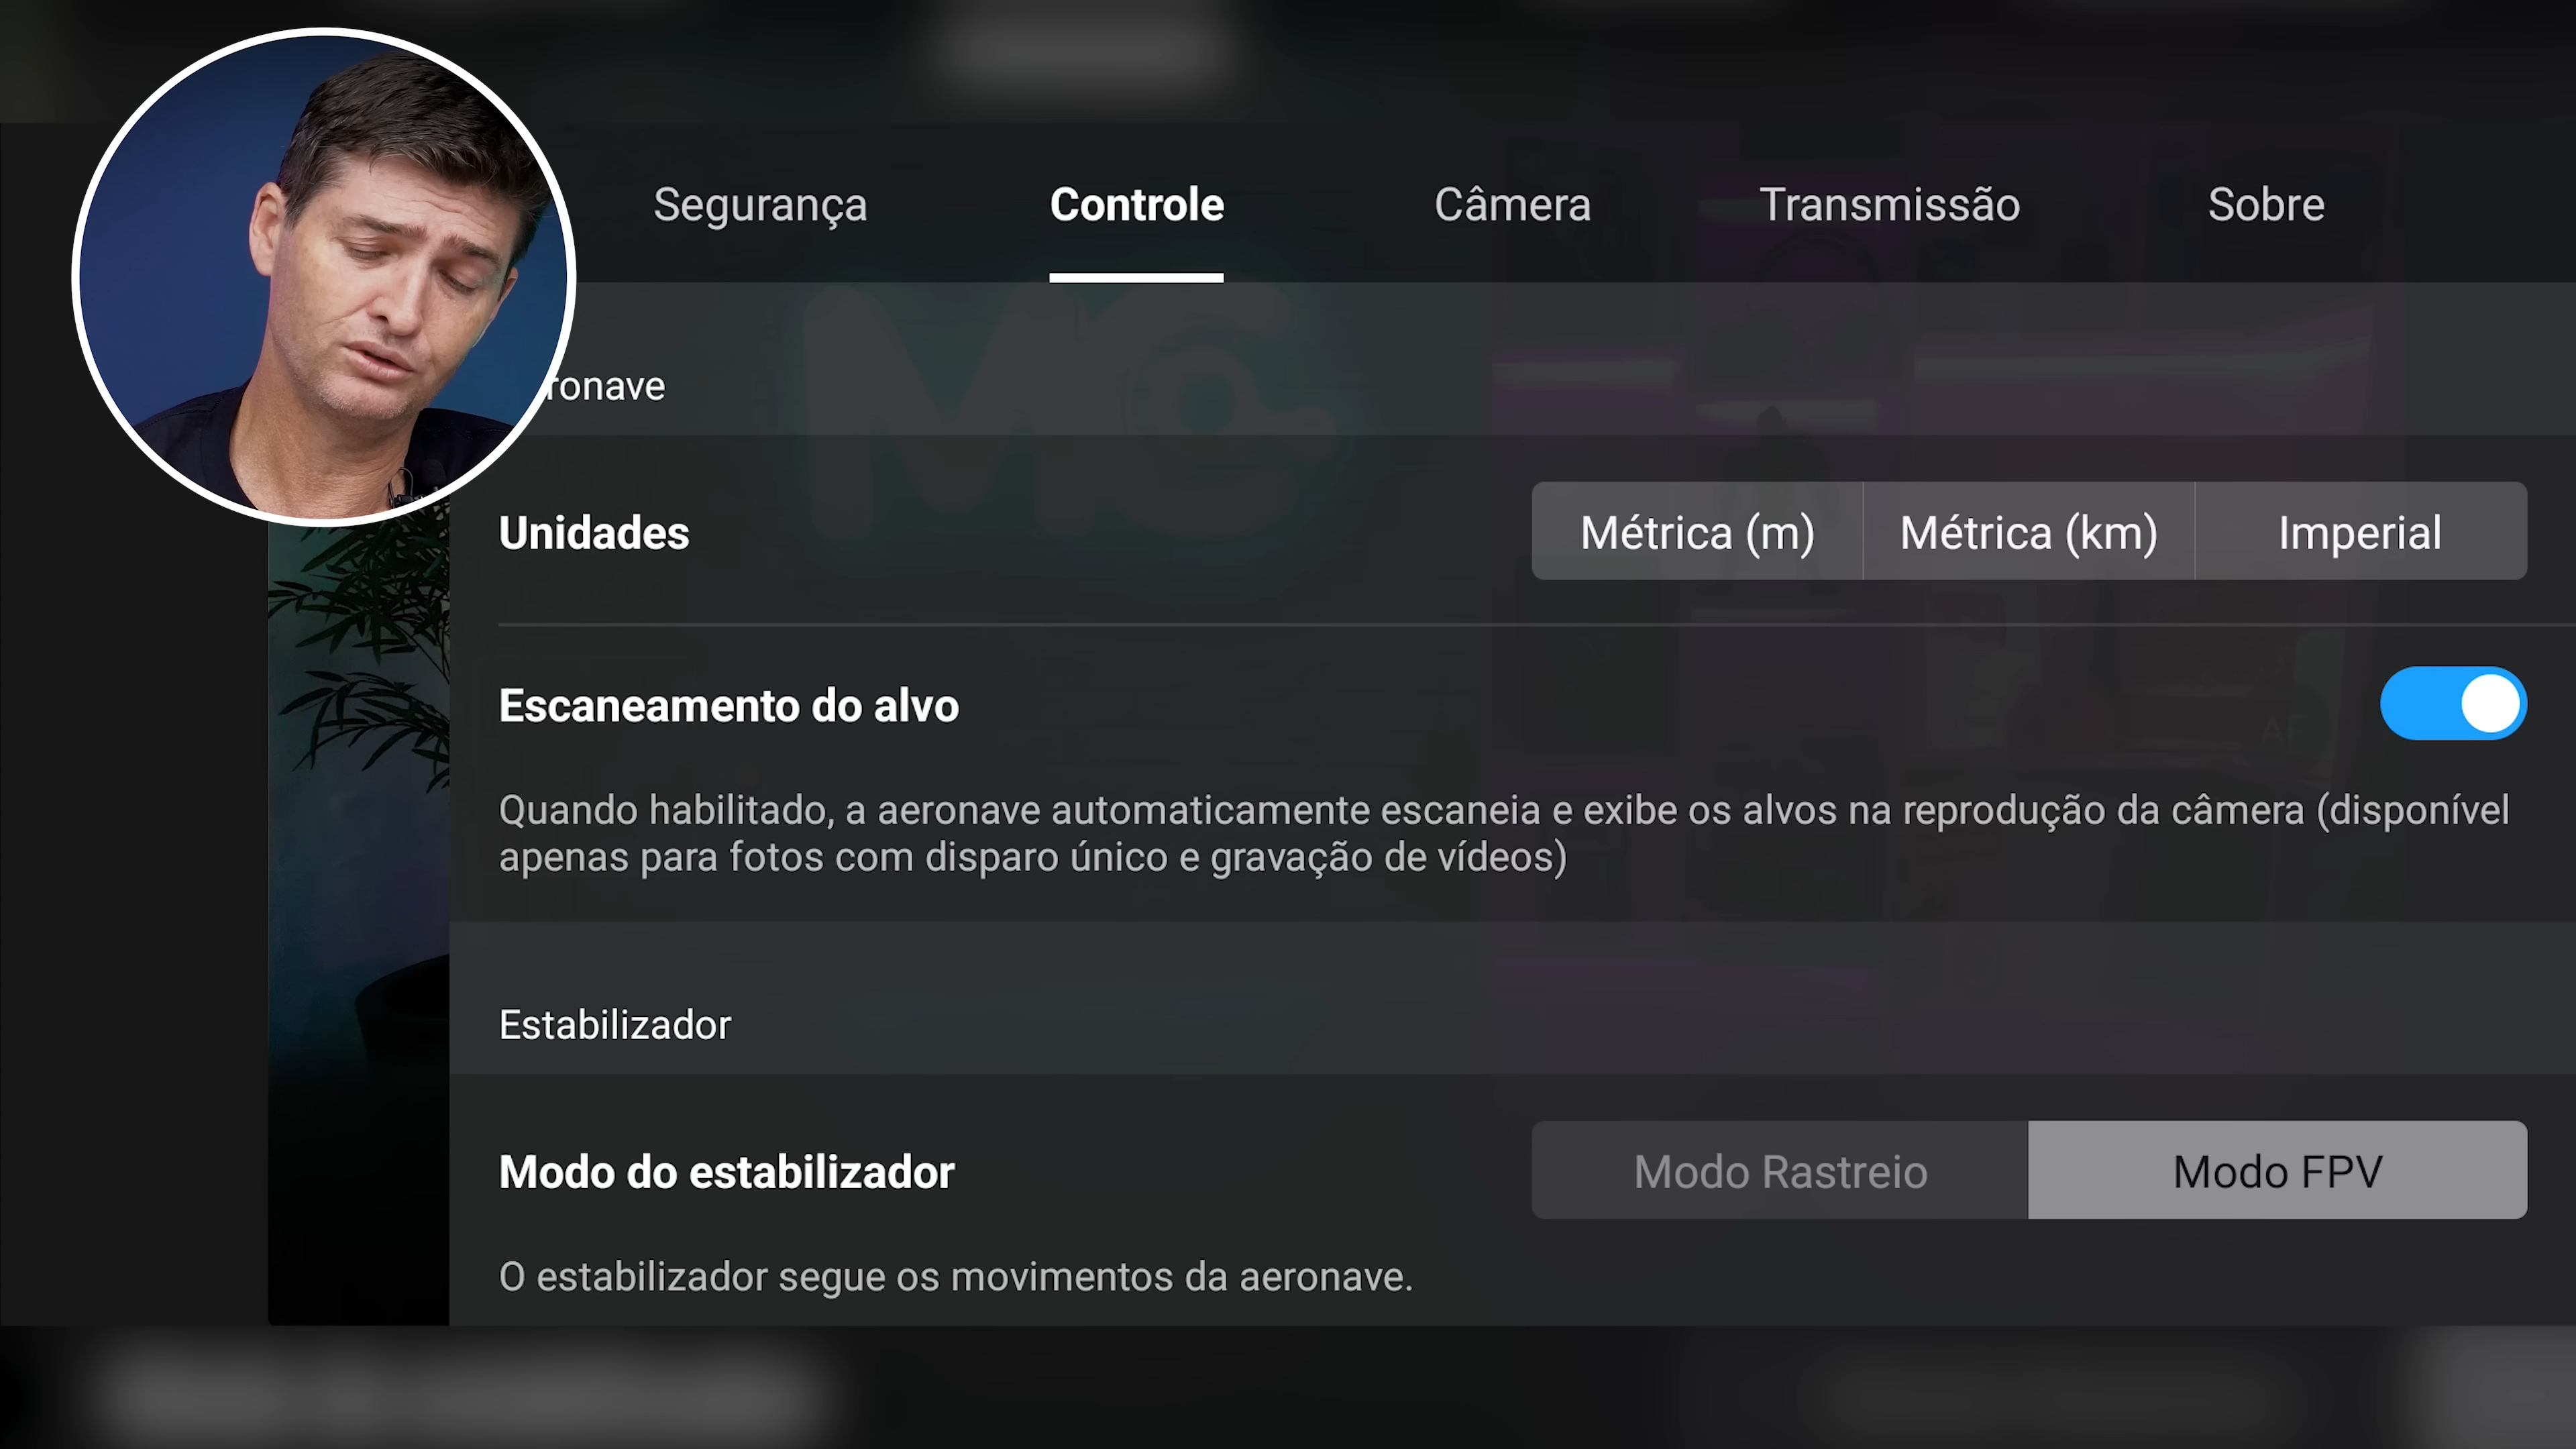 Segurança Controle Câmera Transmissão Sobre
ronave
Unidades Métrica (m) Métrica (km) Imperial
Escaneamento do alvo
Quando habilitado, a aeronave automaticamente escaneia e exibe os alvos na reprodução da câmera (disponível
apenas para fotos com disparo único e gravação de vídeos)
Estabilizador
Modo do estabilizador Modo Rastreio Modo FPV
O estabilizador segue os movimentos da aeronave.